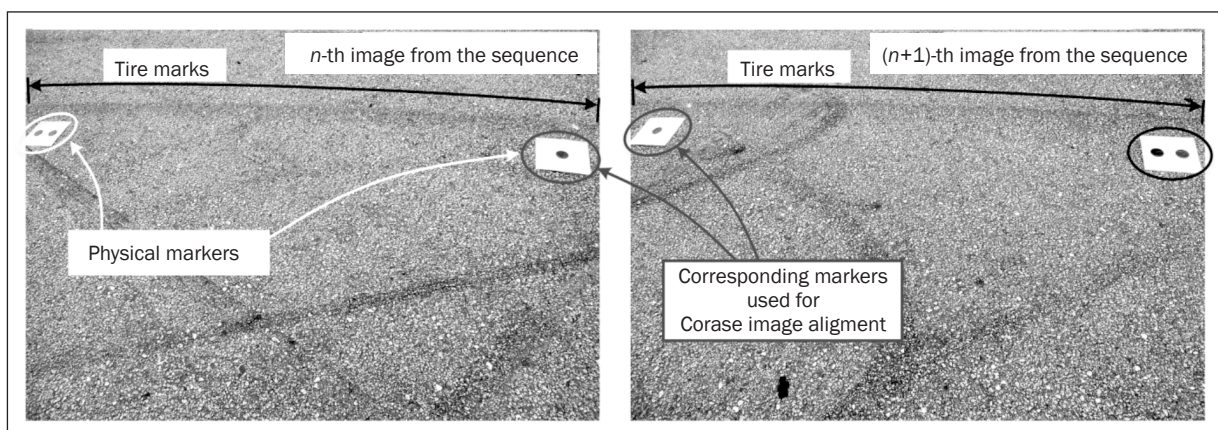 n-th image from the sequence
Tire marks
Physical markers
(n+1)-th image from the sequence
Tire marks
Corresponding markers
used for
Corase image aligment